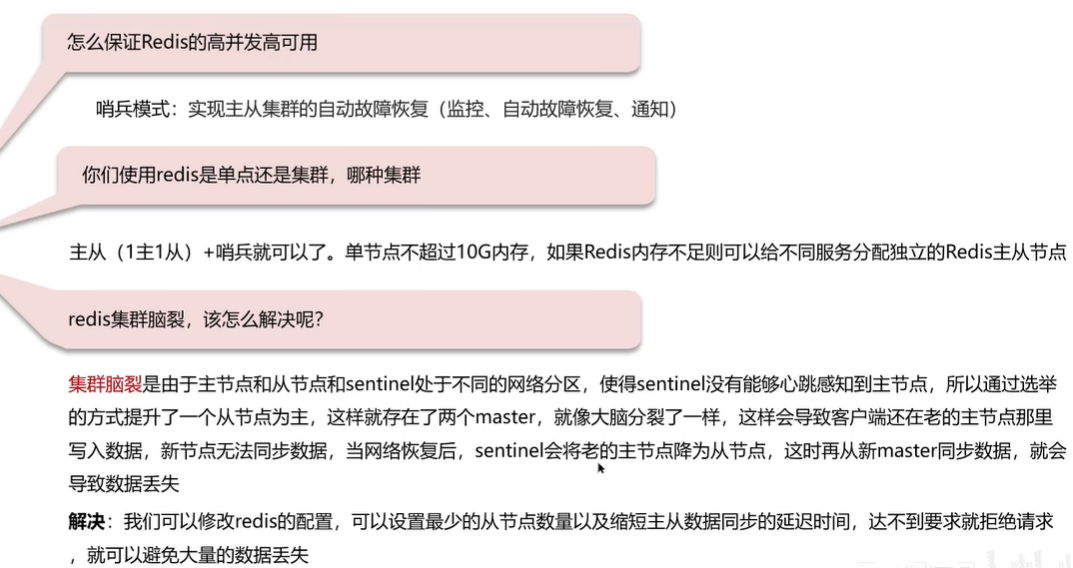 怎么保证Redis的高并发高可用
哨兵模式：实现主从集群的自动故障恢复（监控、自动故障恢复、通知）
你们使用redis是单点还是集群，哪种集群
主从（1主1从）+哨兵就可以了。单节点不超过10G内存，如果Redis内存不足则可以给不同服务分配独立的Redis主从节点
redis集群脑裂，该怎么解决呢？
集群脑裂是由于主节点和从节点和sentinel处于不同的网络分区，使得sentinel没有能够心跳感知到主节点，所以通过选举
的方式提升了一个从节点为主，这样就存在了两个master，就像大脑分裂了一样，这样会导致客户端还在老的主节点那里
写入数据，新节点无法同步数据，当网络恢复后，sentinel会将老的主节点降为从节点，这时再从新master同步数据，就会
导致数据丢失
解决：我们可以修改redis的配置，可以设置最少的从节点数量以及缩短主从数据同步的延迟时间，达不到要求就拒绝请求
，就可以避免大量的数据丢失